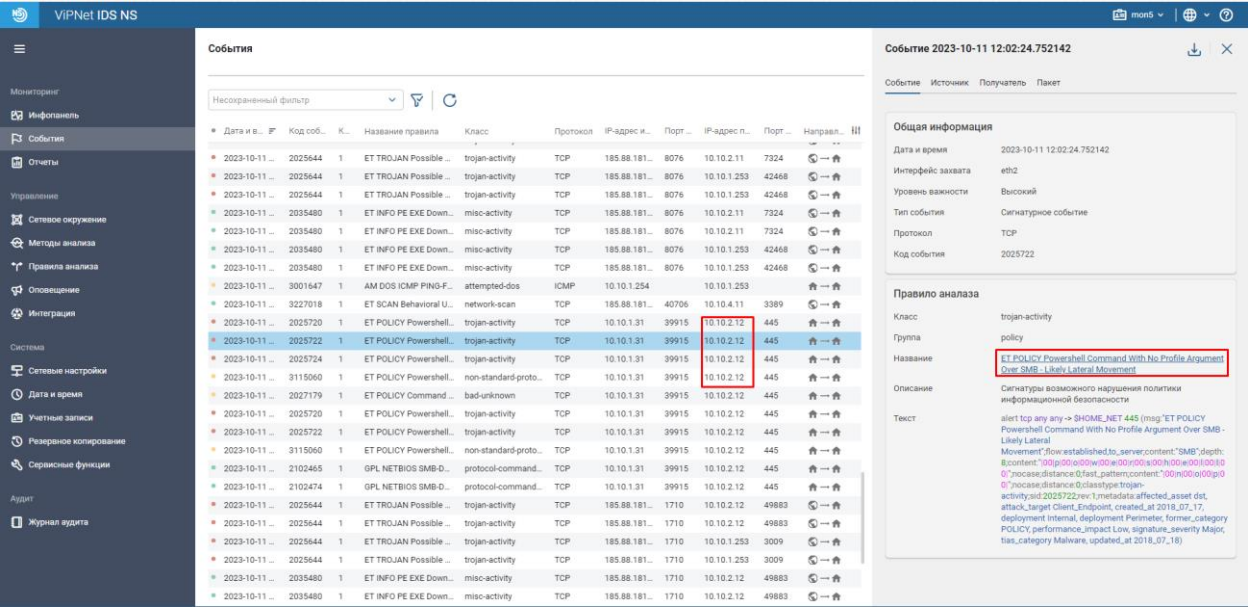 ViPNet IDS NS
mon5
Мониторинг
Инфопанель
События
Отчеты
Управление
Сетевое окружение
Методы анализа
Правила анализа
Оповещение
Интеграция
Система
Сетевые настройки
Дата и время
Учетные записи
Резервное копирование
Сервисные функции
Аудит
Журнал аудита
События
Несохраненный фильтр
Дата и в... Код соб... К... Название правила Класс Протокол IP-адрес и... Порт ... IP-адрес п... Порт ... Направл...
2023-10-11 ... 2025644 1 ET TROJAN Possible ... trojan-activity TCP 185.88.181... 8076 10.10.2.11 7324
2023-10-11 ... 2025644 1 ET TROJAN Possible ... trojan-activity TCP 185.88.181... 8076 10.10.1.253 42468
2023-10-11 ... 2025644 1 ET TROJAN Possible ... trojan-activity TCP 185.88.181... 8076 10.10.1.253 42468
2023-10-11 ... 2035480 1 ET INFO PE EXE Down... misc-activity TCP 185.88.181... 8076 10.10.2.11 7324
2023-10-11 ... 2035480 1 ET INFO PE EXE Down... misc-activity TCP 185.88.181... 8076 10.10.2.11 7324
2023-10-11 ... 2035480 1 ET INFO PE EXE Down... misc-activity TCP 185.88.181... 8076 10.10.1.253 42468
2023-10-11 ... 2035480 1 ET INFO PE EXE Down... misc-activity TCP 185.88.181... 8076 10.10.1.253 42468
2023-10-11 ... 3001647 1 AM DOS ICMP PING-F... attempted-dos ICMP 10.10.1.254 10.10.1.253
2023-10-11 ... 3227018 1 ET SCAN Behavioral U... network-scan TCP 185.88.181... 40706 10.10.4.11 3389
2023-10-11 ... 2025720 1 ET POLICY Powershell... trojan-activity TCP 10.10.1.31 39915 10.10.2.12 445
2023-10-11 ... 2025722 1 ET POLICY Powershell... trojan-activity TCP 10.10.1.31 39915 10.10.2.12 445
2023-10-11 ... 2025724 1 ET POLICY Powershell... trojan-activity TCP 10.10.1.31 39915 10.10.2.12 445
2023-10-11 ... 3115060 1 ET POLICY Powershell... non-standard-proto... TCP 10.10.1.31 39915 10.10.2.12 445
2023-10-11 ... 2027179 1 ET POLICY Command ... bad-unknown TCP 10.10.1.31 39915 10.10.2.12 445
2023-10-11 ... 2025720 1 ET POLICY Powershell... trojan-activity TCP 10.10.1.31 39915 10.10.2.12 445
2023-10-11 ... 2025722 1 ET POLICY Powershell... trojan-activity TCP 10.10.1.31 39915 10.10.2.12 445
2023-10-11 ... 3115060 1 ET POLICY Powershell... non-standard-proto... TCP 10.10.1.31 39915 10.10.2.12 445
2023-10-11 ... 2102465 1 GPL NETBIOS SMB-D... protocol-command... TCP 10.10.1.31 39915 10.10.2.12 445
2023-10-11 ... 2102474 1 GPL NETBIOS SMB-D... protocol-command... TCP 10.10.1.31 39915 10.10.2.12 445
2023-10-11 ... 2025644 1 ET TROJAN Possible ... trojan-activity TCP 185.88.181... 1710 10.10.2.12 49883
2023-10-11 ... 2025644 1 ET TROJAN Possible ... trojan-activity TCP 185.88.181... 1710 10.10.2.12 49883
2023-10-11 ... 2025644 1 ET TROJAN Possible ... trojan-activity TCP 185.88.181... 1710 10.10.1.253 3009
2023-10-11 ... 2025644 1 ET TROJAN Possible ... trojan-activity TCP 185.88.181... 1710 10.10.1.253 3009
2023-10-11 ... 2035480 1 ET INFO PE EXE Down... misc-activity TCP 185.88.181... 1710 10.10.2.12 49883
2023-10-11 ... 2035480 1 ET INFO PE EXE Down... misc-activity TCP 185.88.181... 1710 10.10.2.12 49883
Событие 2023-10-11 12:02:24.752142
Событие Источник Получатель Пакет
Общая информация
Дата и время 2023-10-11 12:02:24.752142
Интерфейс захвата eth2
Уровень важности Высокий
Тип события Сигнатурное событие
Протокол TCP
Код события 2025722
Правило аналаза
Класс trojan-activity
Группа policy
Название ET POLICY Powershell Command With No Profile Argument
Over SMB - Likely Lateral Movement
Описание Сигнатуры возможного нарушения политики
информационной безопасности
Текст alert tcp any any -> $HOME_NET 445 (msg:"ET POLICY
Powershell Command With No Profile Argument Over SMB -
Likely Lateral
Movement";flow:established,to_server;content:"SMB";depth:
8;content:"|00|p|00|o|00|w|00|e|00|r|00|s|00|h|00|e|00|l|00|l|0
0|";nocase;distance:0;fast_pattern;content:"|00|n|00|o|00|p|0
0|";nocase;distance:0;classtype:trojan-
activity;sid:2025722;rev:1;metadata:affected_asset dst,
attack_target Client_Endpoint, created_at 2018_07_17,
deployment Internal, deployment Perimeter, former_category
POLICY, performance_impact Low, signature_severity Major,
tias_category Malware, updated_at 2018_07_18)